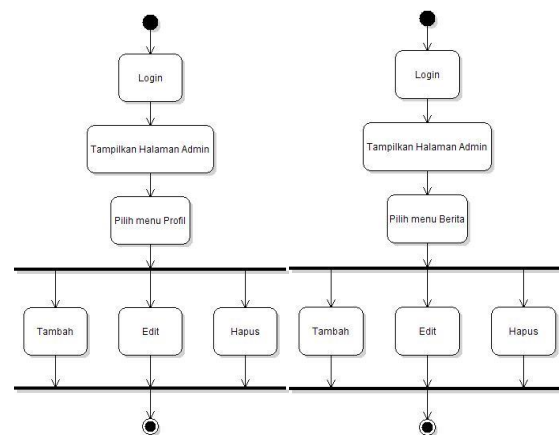 Login
Tampilkan Halaman Admin
Pilih menu Profil
Tambah
Edit
Hapus
Login
Tampilkan Halaman Admin
Pilih menu Berita
Tambah
Edit
Hapus